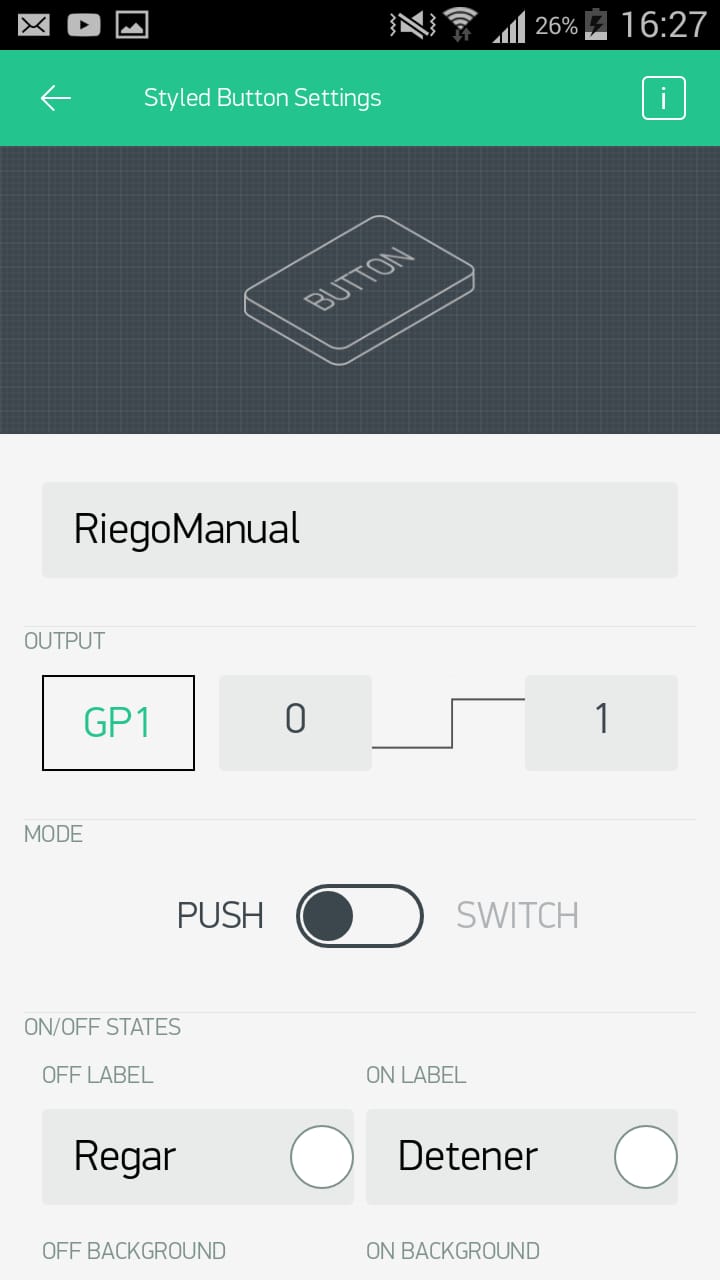 26% 16:27
Styled Button Settings i
BUTTON
RiegoManual
OUTPUT
GP1 0 1
MODE
PUSH SWITCH
ON/OFF STATES
OFF LABEL ON LABEL
Regar Detener
OFF BACKGROUND ON BACKGROUND